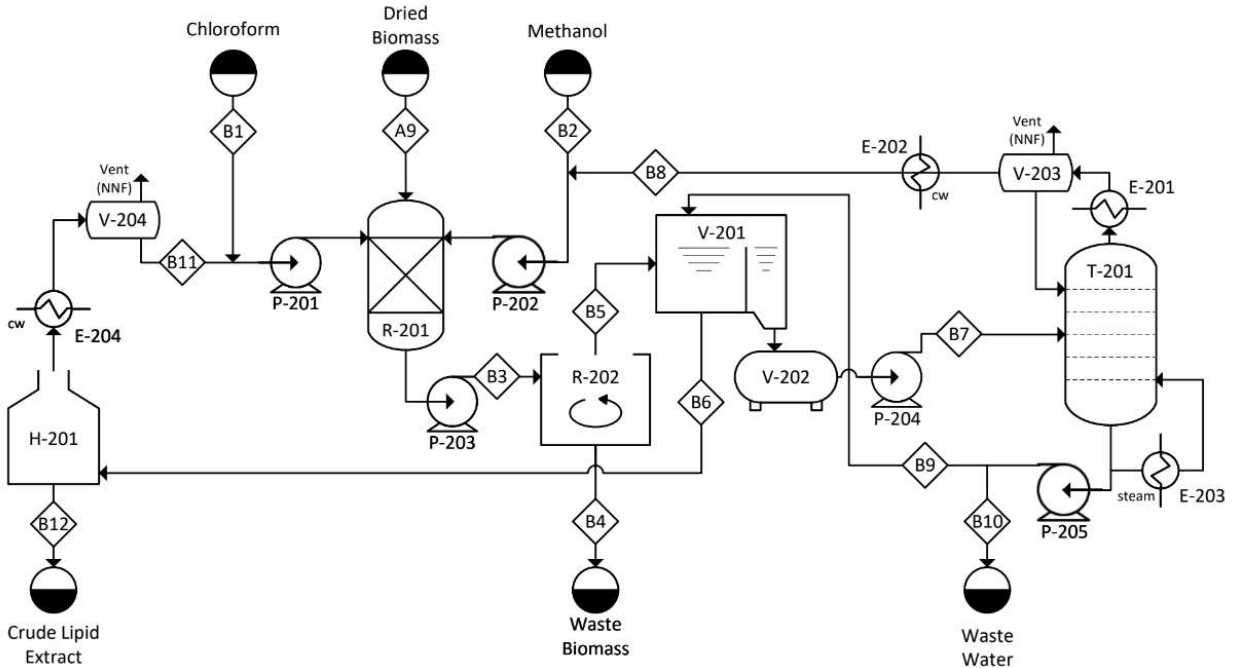 Chloroform
Dried
Biomass
Methanol
B1
A9
B2
Vent
(NNF)
V-203
E-202
cw
B8
E-201
Vent
(NNF)
V-204
B11
P-201
R-201
P-202
V-201
T-201
B5
B7
E-204
cw
B3
R-202
V-202
P-203
P-204
B6
H-201
B9
steam
E-203
P-205
B12
B4
B10
Crude Lipid
Extract
Waste
Biomass
Waste
Water